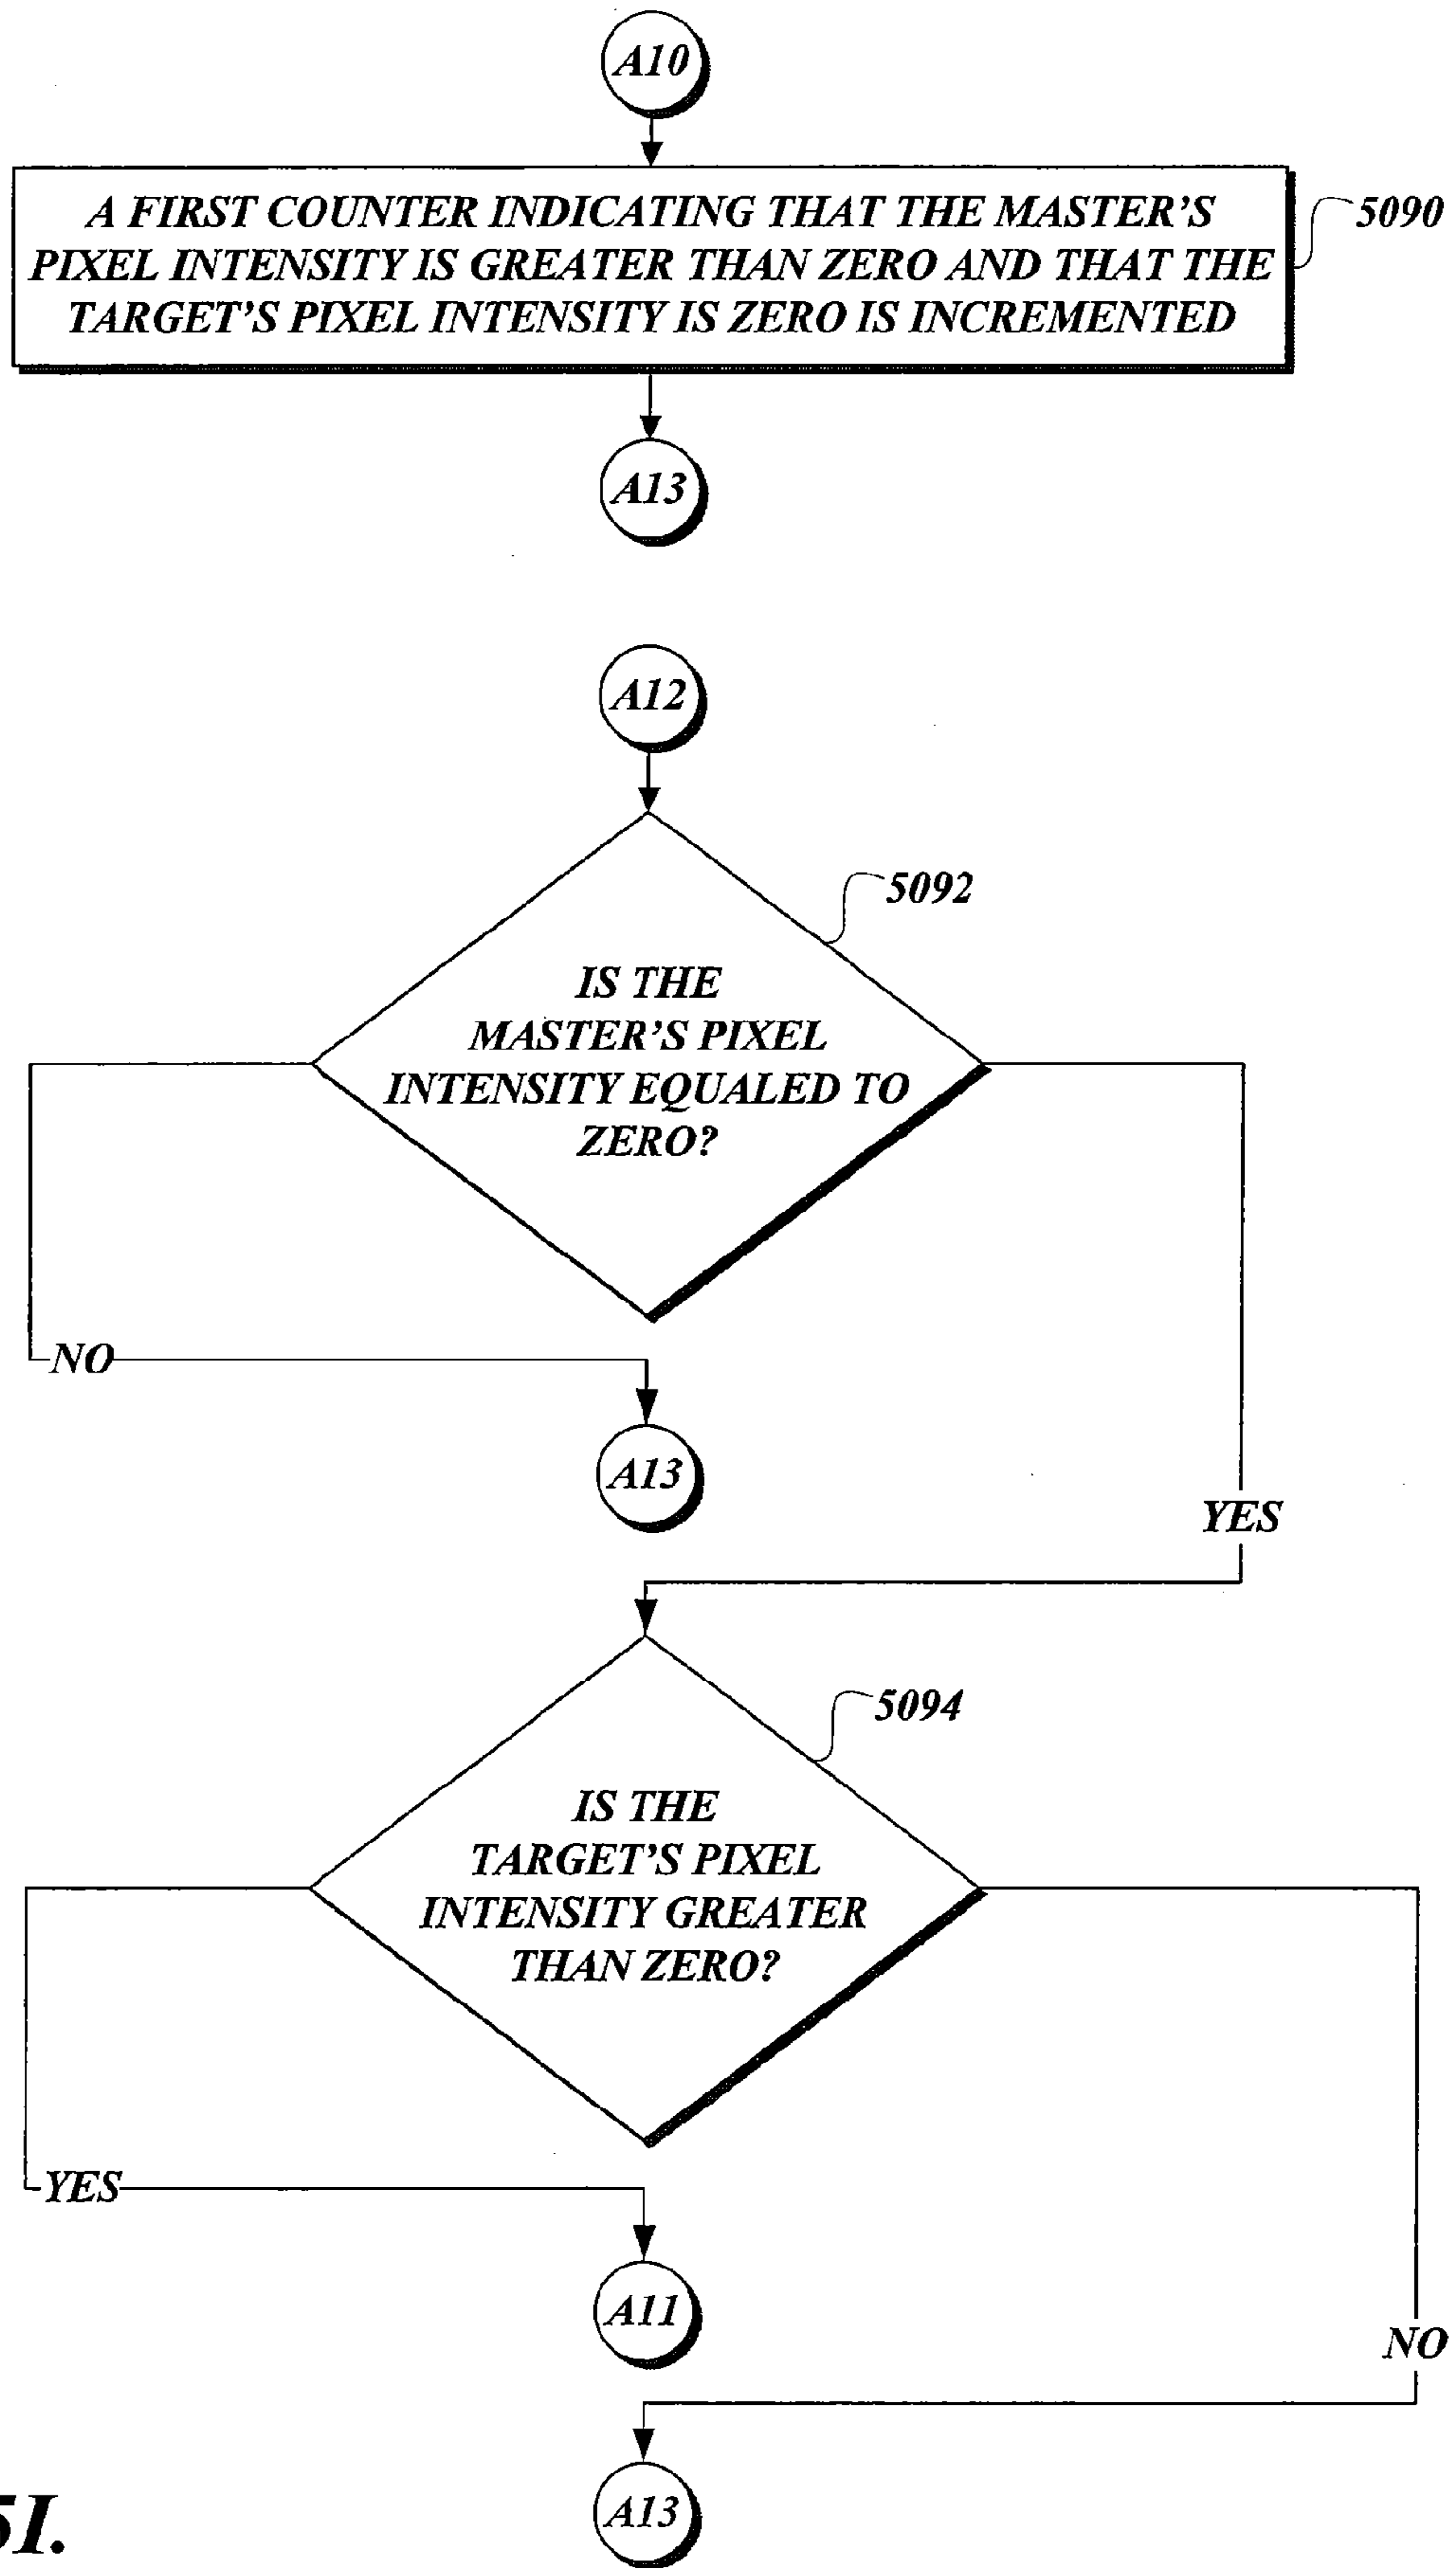 A10
A FIRST COUNTER INDICATING THAT THE MASTER'S
PIXEL INTENSITY IS GREATER THAN ZERO AND THAT THE
TARGET'S PIXEL INTENSITY IS ZERO IS INCREMENTED
5090
A13
A12
5092
IS THE
MASTER'S PIXEL
INTENSITY EQUALED TO
ZERO?
NO
A13
YES
5094
IS THE
TARGET'S PIXEL
INTENSITY GREATER
THAN ZERO?
YES
A11
NO
A13
5I.